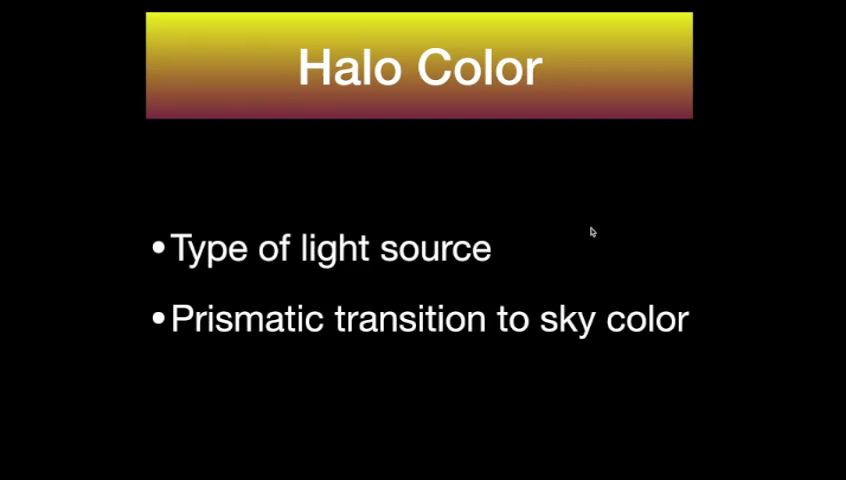 Halo Color
•Type of light source
•Prismatic transition to sky color